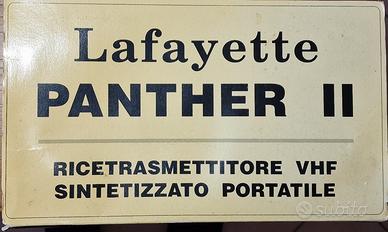 Lafayette
PANTHER II
RICETRASMETTITORE VHF
SINTETIZZATO PORTATILE
subito